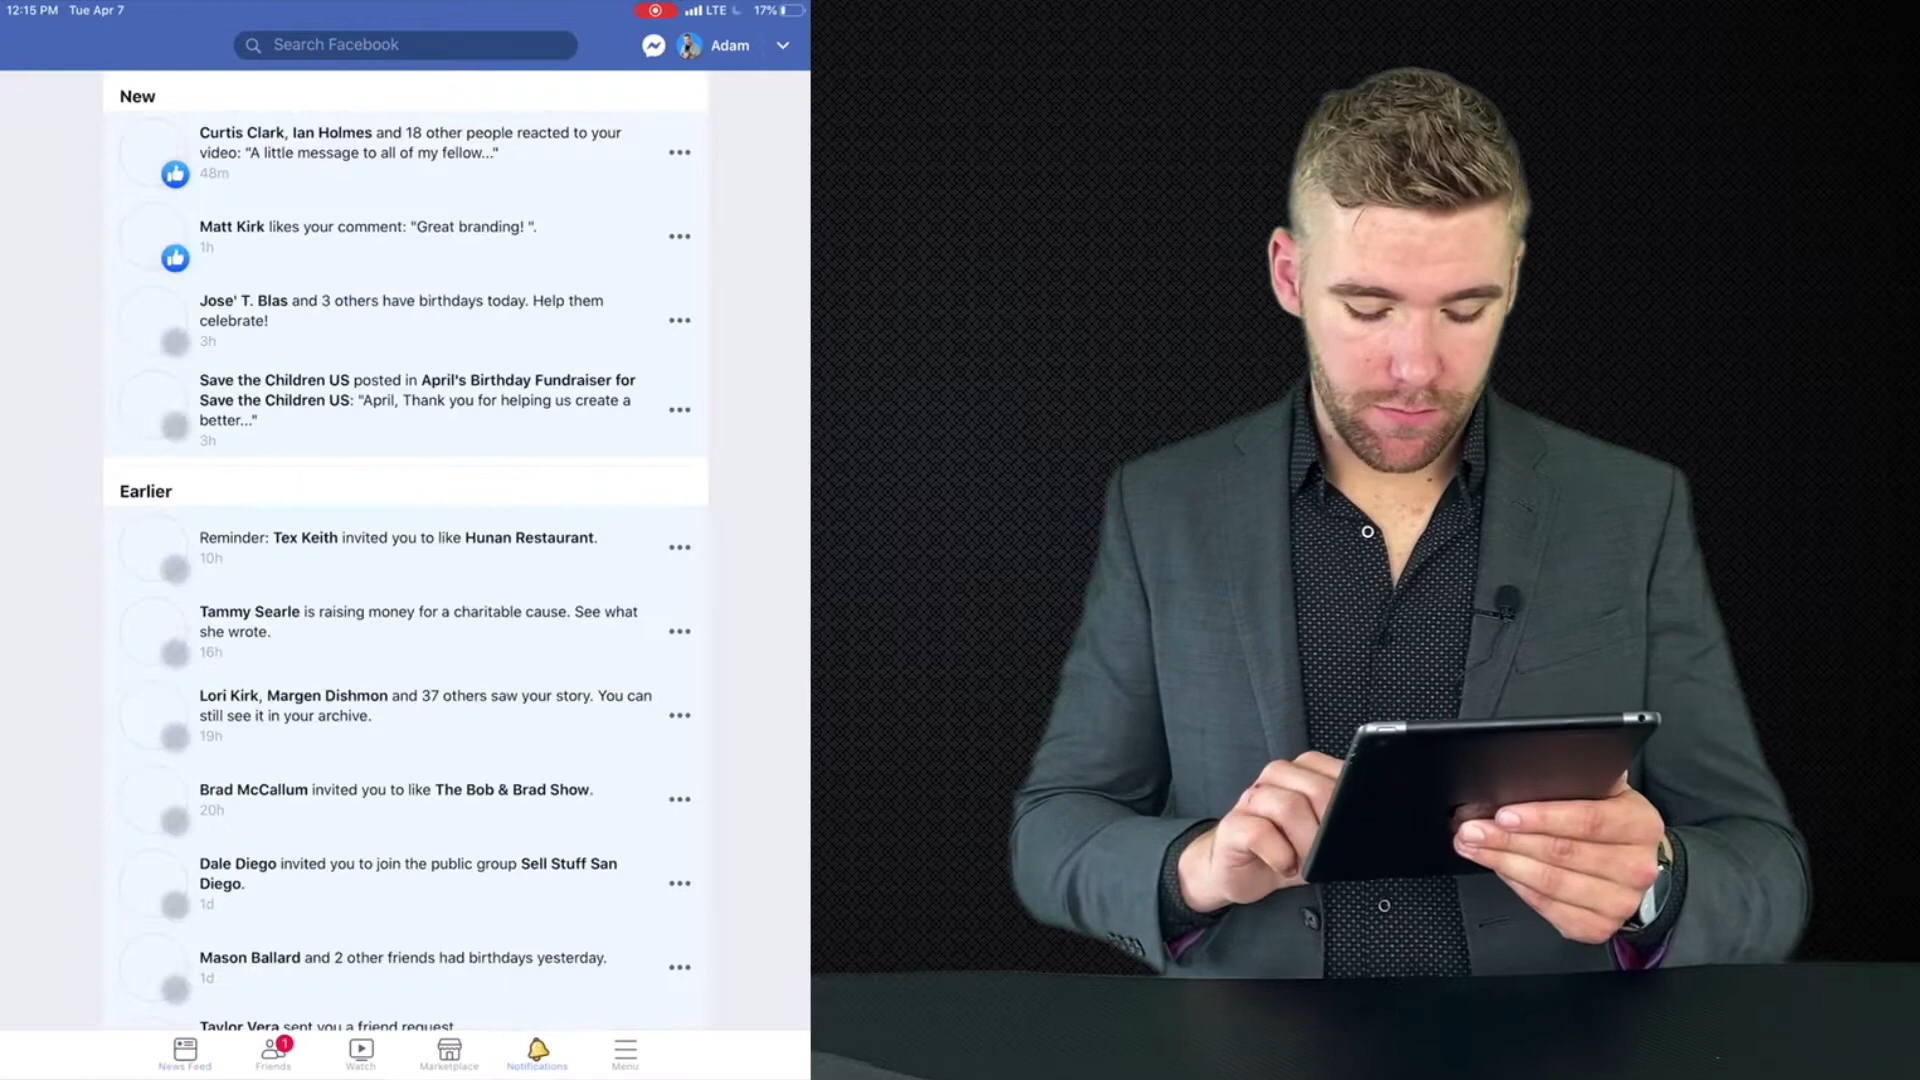 12:15 PM Tue Apr 7 LTE 17%
Search Facebook Adam
New
Curtis Clark, Ian Holmes and 18 other people reacted to your
video: "A little message to all of my fellow..."
48m
Matt Kirk likes your comment: "Great branding! ".
1h
Jose' T. Blas and 3 others have birthdays today. Help them
celebrate!
3h
Save the Children US posted in April's Birthday Fundraiser for
Save the Children US: "April, Thank you for helping us create a
better..."
3h
Earlier
Reminder: Tex Keith invited you to like Hunan Restaurant.
10h
Tammy Searle is raising money for a charitable cause. See what
she wrote.
16h
Lori Kirk, Margen Dishmon and 37 others saw your story. You can
still see it in your archive.
19h
Brad McCallum invited you to like The Bob & Brad Show.
20h
Dale Diego invited you to join the public group Sell Stuff San
Diego.
1d
Mason Ballard and 2 other friends had birthdays yesterday.
1d
Taylor Vera sent you a friend request
1
News Feed Friends Watch Marketplace Notifications Menu